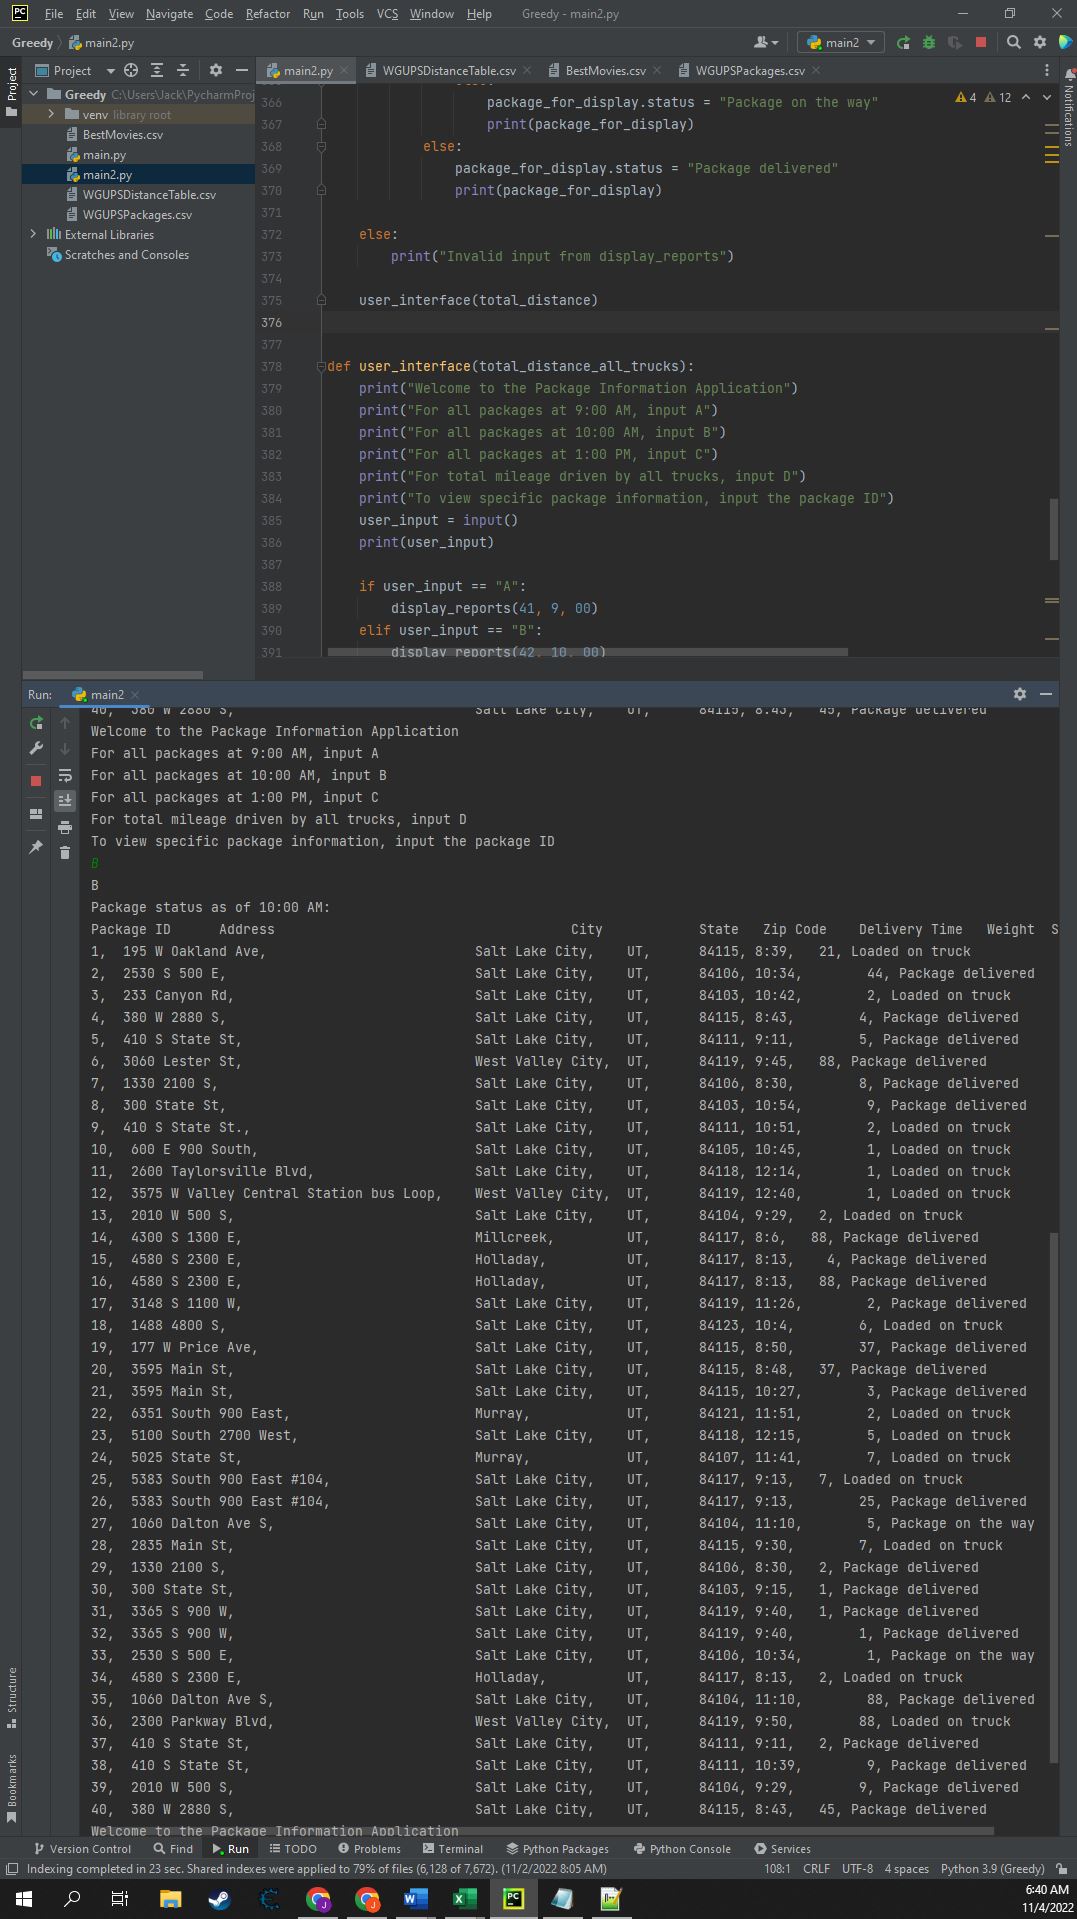 File Edit View Navigate Code Refactor Run Tools VCS Window Help Greedy - main2.py
Greedy main2.py main2
Project main2.py WGUPSDistanceTable.csv BestMovies.csv WGUPSPackages.csv
Project
Notifications
Greedy C:\Users\Jack\PycharmProj
venv library root
BestMovies.csv
main.py
main2.py
WGUPSDistanceTable.csv
WGUPSPackages.csv
External Libraries
Scratches and Consoles
4 12
366 package_for_display.status = "Package on the way"
367 print(package_for_display)
368 else:
369 package_for_display.status = "Package delivered"
370 print(package_for_display)
371
372 else:
373 print("Invalid input from display_reports")
374
375 user_interface(total_distance)
376
377
378 def user_interface(total_distance_all_trucks):
379 print("Welcome to the Package Information Application")
380 print("For all packages at 9:00 AM, input A")
381 print("For all packages at 10:00 AM, input B")
382 print("For all packages at 1:00 PM, input C")
383 print("For total mileage driven by all trucks, input D")
384 print("To view specific package information, input the package ID")
385 user_input = input()
386 print(user_input)
387
388 if user_input == "A":
389 display_reports(41, 9, 00)
390 elif user_input == "B":
391 display_reports(42, 10, 00)
Run: main2
40, 380 W 2880 S, Salt Lake City, UT, 84115, 8:43, 45, Package delivered
Welcome to the Package Information Application
For all packages at 9:00 AM, input A
For all packages at 10:00 AM, input B
For all packages at 1:00 PM, input C
For total mileage driven by all trucks, input D
To view specific package information, input the package ID
B
B
Package status as of 10:00 AM:
Package ID Address City State Zip Code Delivery Time Weight S
1, 195 W Oakland Ave, Salt Lake City, UT, 84115, 8:39, 21, Loaded on truck
2, 2530 S 500 E, Salt Lake City, UT, 84106, 10:34, 44, Package delivered
3, 233 Canyon Rd, Salt Lake City, UT, 84103, 10:42, 2, Loaded on truck
4, 380 W 2880 S, Salt Lake City, UT, 84115, 8:43, 4, Package delivered
5, 410 S State St, Salt Lake City, UT, 84111, 9:11, 5, Package delivered
6, 3060 Lester St, West Valley City, UT, 84119, 9:45, 88, Package delivered
7, 1330 2100 S, Salt Lake City, UT, 84106, 8:30, 8, Package delivered
8, 300 State St, Salt Lake City, UT, 84103, 10:54, 9, Package delivered
9, 410 S State St., Salt Lake City, UT, 84111, 10:51, 2, Loaded on truck
10, 600 E 900 South, Salt Lake City, UT, 84105, 10:45, 1, Loaded on truck
11, 2600 Taylorsville Blvd, Salt Lake City, UT, 84118, 12:14, 1, Loaded on truck
12, 3575 W Valley Central Station bus Loop, West Valley City, UT, 84119, 12:40, 1, Loaded on truck
13, 2010 W 500 S, Salt Lake City, UT, 84104, 9:29, 2, Loaded on truck
14, 4300 S 1300 E, Millcreek, UT, 84117, 8:6, 88, Package delivered
15, 4580 S 2300 E, Holladay, UT, 84117, 8:13, 4, Package delivered
16, 4580 S 2300 E, Holladay, UT, 84117, 8:13, 88, Package delivered
17, 3148 S 1100 W, Salt Lake City, UT, 84119, 11:26, 2, Package delivered
18, 1488 4800 S, Salt Lake City, UT, 84123, 10:4, 6, Loaded on truck
19, 177 W Price Ave, Salt Lake City, UT, 84115, 8:50, 37, Package delivered
20, 3595 Main St, Salt Lake City, UT, 84115, 8:48, 37, Package delivered
21, 3595 Main St, Salt Lake City, UT, 84115, 10:27, 3, Package delivered
22, 6351 South 900 East, Murray, UT, 84121, 11:51, 2, Loaded on truck
23, 5100 South 2700 West, Salt Lake City, UT, 84118, 12:15, 5, Loaded on truck
24, 5025 State St, Murray, UT, 84107, 11:41, 7, Loaded on truck
25, 5383 South 900 East #104, Salt Lake City, UT, 84117, 9:13, 7, Loaded on truck
26, 5383 South 900 East #104, Salt Lake City, UT, 84117, 9:13, 25, Package delivered
27, 1060 Dalton Ave S, Salt Lake City, UT, 84104, 11:10, 5, Package on the way
28, 2835 Main St, Salt Lake City, UT, 84115, 9:30, 7, Loaded on truck
29, 1330 2100 S, Salt Lake City, UT, 84106, 8:30, 2, Package delivered
30, 300 State St, Salt Lake City, UT, 84103, 9:15, 1, Package delivered
31, 3365 S 900 W, Salt Lake City, UT, 84119, 9:40, 1, Package delivered
32, 3365 S 900 W, Salt Lake City, UT, 84119, 9:40, 1, Package delivered
33, 2530 S 500 E, Salt Lake City, UT, 84106, 10:34, 1, Package on the way
34, 4580 S 2300 E, Holladay, UT, 84117, 8:13, 2, Loaded on truck
35, 1060 Dalton Ave S, Salt Lake City, UT, 84104, 11:10, 88, Package delivered
36, 2300 Parkway Blvd, West Valley City, UT, 84119, 9:50, 88, Loaded on truck
37, 410 S State St, Salt Lake City, UT, 84111, 9:11, 2, Package delivered
38, 410 S State St, Salt Lake City, UT, 84111, 10:39, 9, Package delivered
39, 2010 W 500 S, Salt Lake City, UT, 84104, 9:29, 9, Package delivered
40, 380 W 2880 S, Salt Lake City, UT, 84115, 8:43, 45, Package delivered
Welcome to the Package Information Application
Structure
Bookmarks
Version Control Find Run TODO Problems Terminal Python Packages Python Console Services
Indexing completed in 23 sec. Shared indexes were applied to 79% of files (6,128 of 7,672). (11/2/2022 8:05 AM) 108:1 CRLF UTF-8 4 spaces Python 3.9 (Greedy)
6:40 AM
11/4/2022